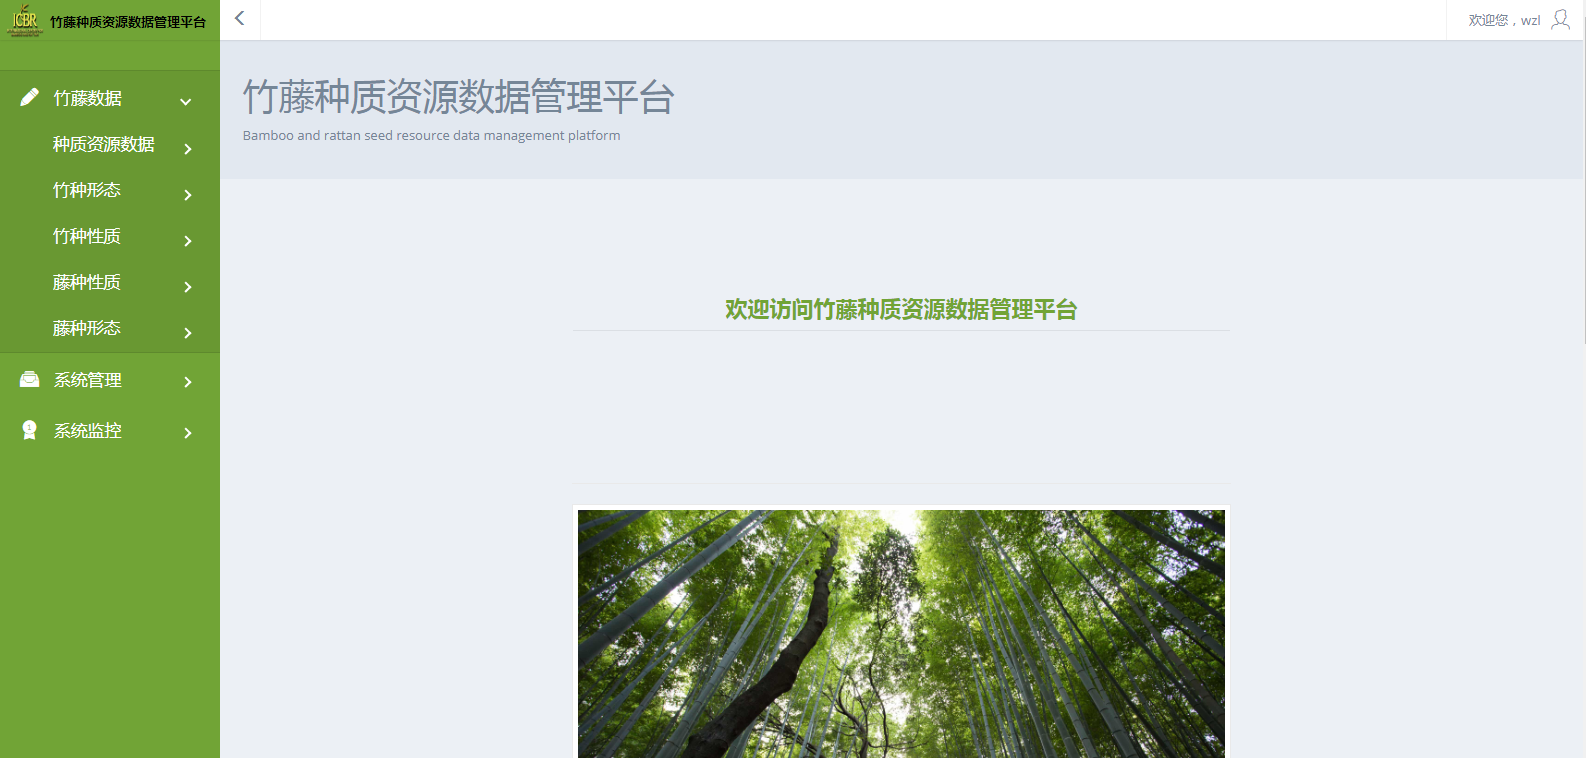 ICBR
竹藤种质资源数据管理平台
欢迎您，wzl
竹藤数据
种质资源数据
竹种形态
竹种性质
藤种性质
藤种形态
系统管理
系统监控
竹藤种质资源数据管理平台
Bamboo and rattan seed resource data management platform
欢迎访问竹藤种质资源数据管理平台